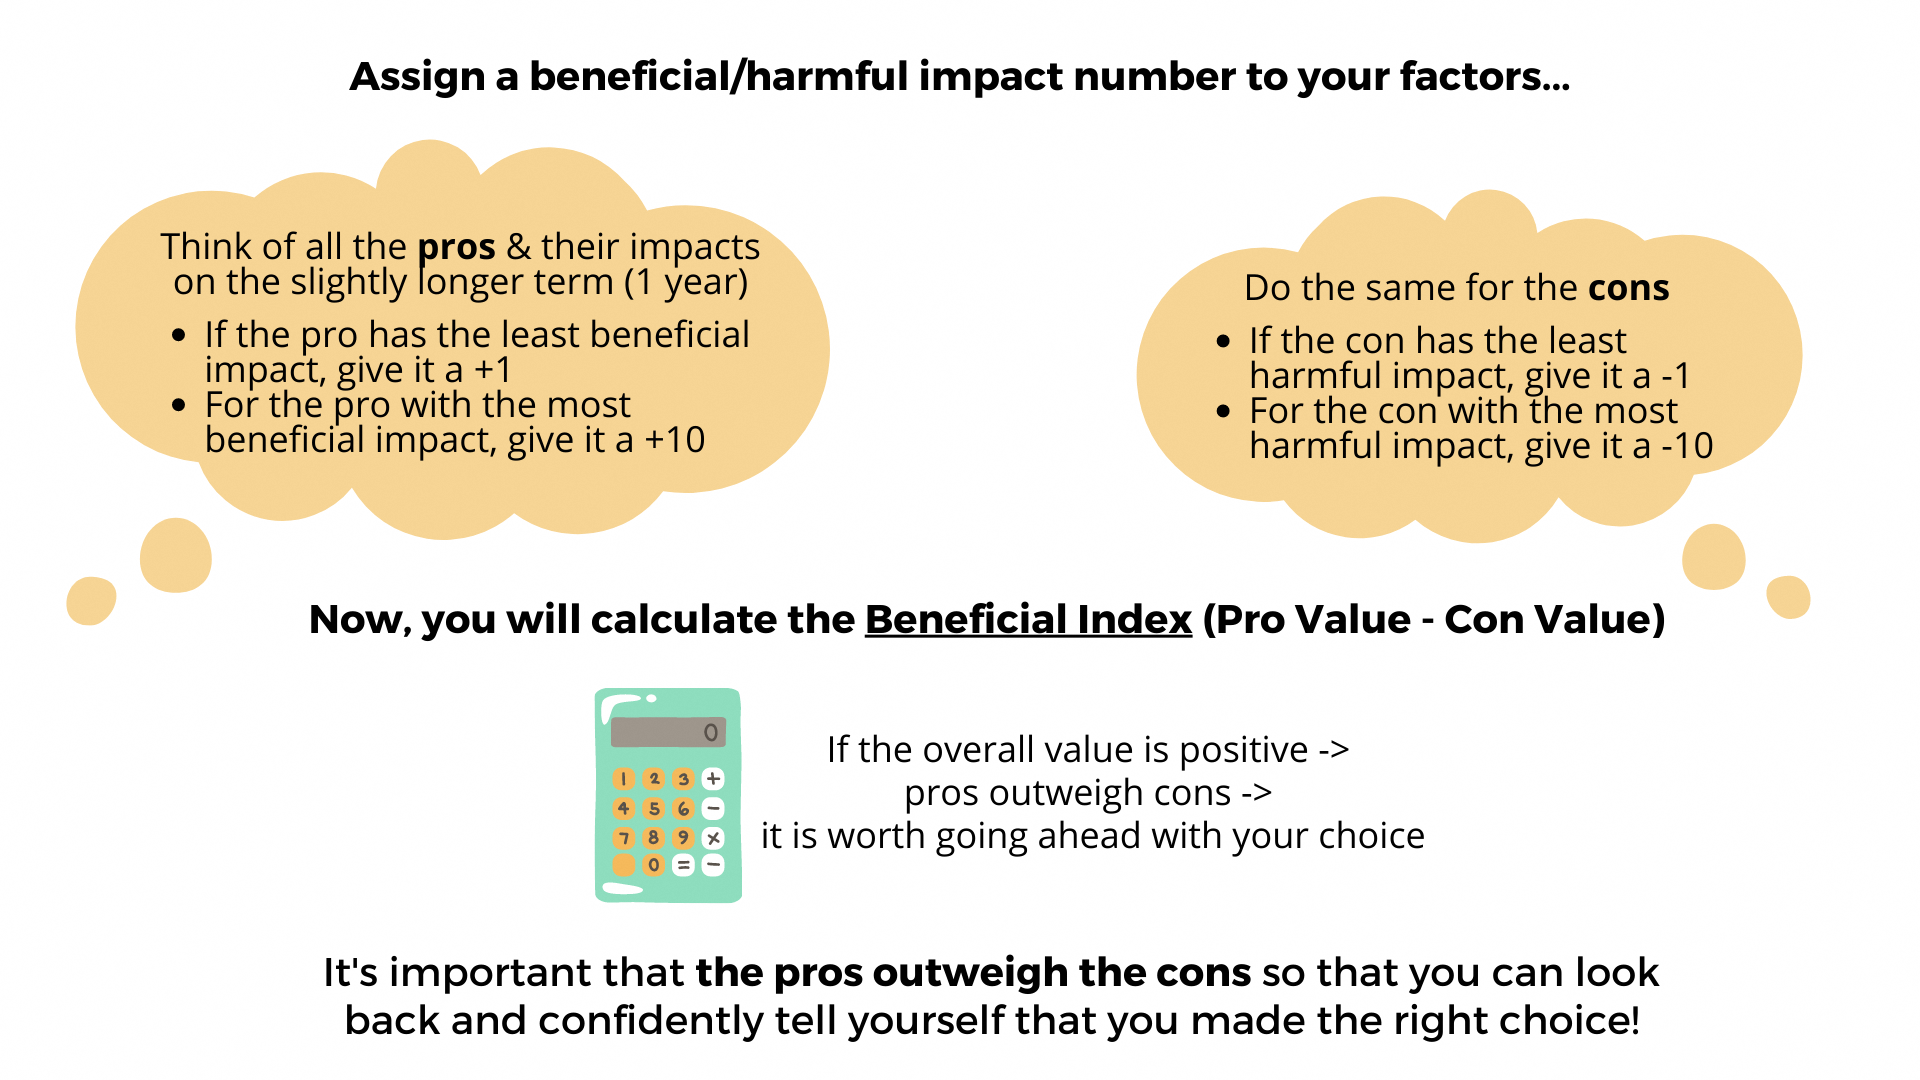 Assign a beneficial/harmful impact number to your factors...
Think of all the pros & their impacts
on the slightly longer term (1 year)
• If the pro has the least beneficial
impact, give it a +1
• For the pro with the most
beneficial impact, give it a +10
Do the same for the cons
• If the con has the least
harmful impact, give it a -1
• For the con with the most
harmful impact, give it a -10
Now, you will calculate the Beneficial Index (Pro Value - Con Value)
0
1 2 3 +
4 5 6 -
7 8 9 x
0 = -
If the overall value is positive ->
pros outweigh cons ->
it is worth going ahead with your choice
It's important that the pros outweigh the cons so that you can look
back and confidently tell yourself that you made the right choice!